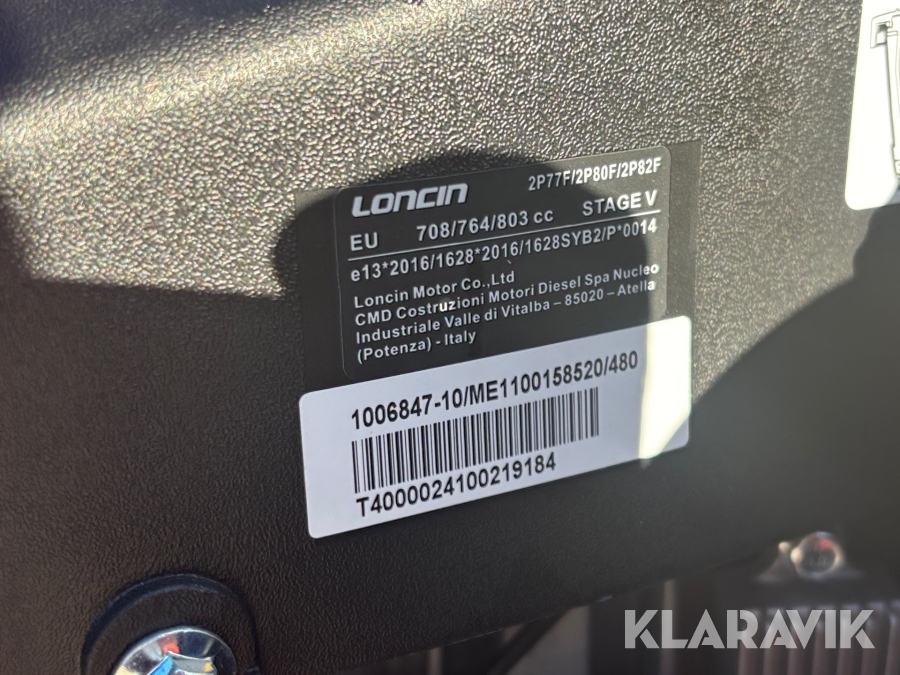 LONCIN 2P77F/2P80F/2P82F
EU 708/764/803 cc STAGE V
e13*2016/1628*2016/1628SYB2/P*0014
Loncin Motor Co.,Ltd
CMD Costruzioni Motori Diesel Spa Nucleo
Industriale Valle di Vitalba – 85020 – Atella
(Potenza) - Italy
1006847-10/ME1100158520/480
T4000024100219184
KLARAVIK